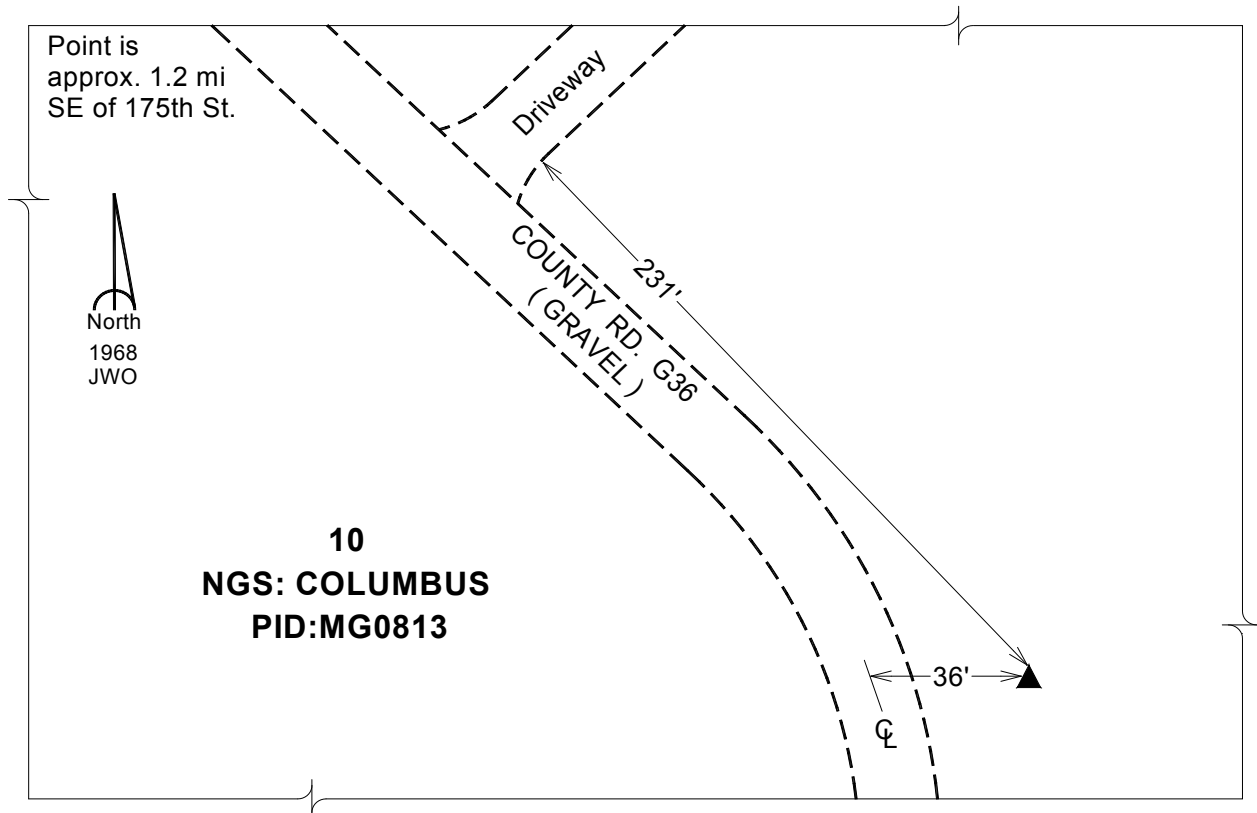 Point is
approx. 1.2 mi
SE of 175th St.
Driveway
North
1968
JWO
231'
COUNTY RD. G36
( GRAVEL )
10
NGS: COLUMBUS
PID:MG0813
36'
CL